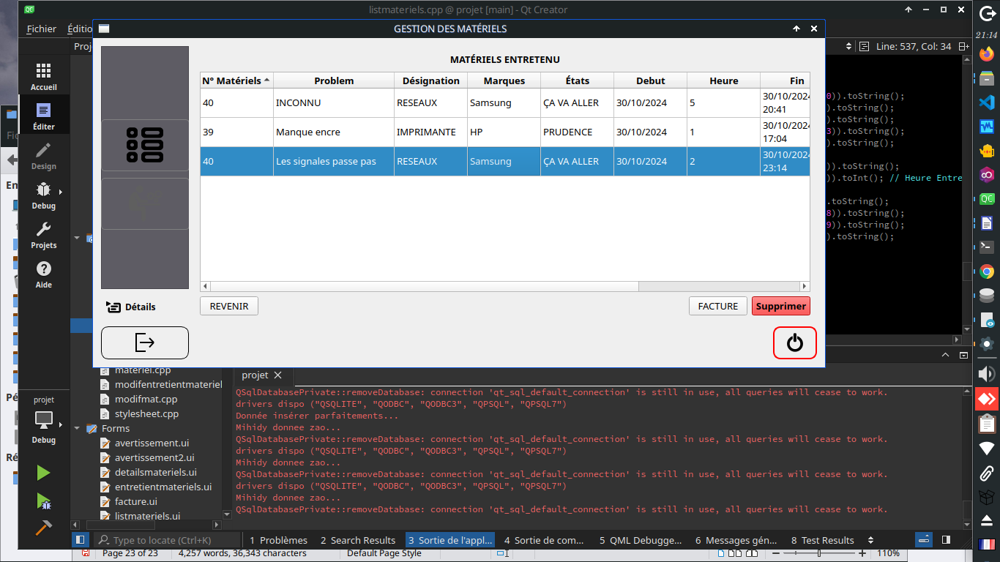 listmateriels.cpp @ projet [main] - Qt Creator
Fichier
Éditio
GESTION DES MATÉRIELS
21:14
Line: 537, Col: 34
Accueil
Éditer
Design
Debug
Projets
Aide
MATÉRIELS ENTRETENU
N° Matériels Problem Désignation Marques États Debut Heure Fin
40 INCONNU RESEAUX Samsung ÇA VA ALLER 30/10/2024 5 30/10/2024 20:41
39 Manque encre IMPRIMANTE HP PRUDENCE 30/10/2024 1 30/10/2024 17:04
40 Les signales passe pas RESEAUX Samsung ÇA VA ALLER 30/10/2024 2 30/10/2024 23:14
0)).toString();
)).toString();
)).toString();
3)).toString();
)).toString();
)).toString();
)).toInt(); // Heure Entre
.toString();
8)).toString();
9)).toString();
)).toString();
Détails
REVENIR
FACTURE
Supprimer
projet
Debug
materiel.cpp
modifentretientmateriel
modifmat.cpp
stylesheet.cpp
Forms
avertissement.ui
avertissement2.ui
detailsmateriels.ui
entretientmateriels.ui
facture.ui
listmateriels.ui
projet
QSqlDatabasePrivate::removeDatabase: connection 'qt_sql_default_connection' is still in use, all queries will cease to work.
drivers dispo ("QSQLITE", "QODBC", "QODBC3", "QPSQL", "QPSQL7")
Donnée insérer parfaitements...
Mihidy donnee zao...
QSqlDatabasePrivate::removeDatabase: connection 'qt_sql_default_connection' is still in use, all queries will cease to work.
drivers dispo ("QSQLITE", "QODBC", "QODBC3", "QPSQL", "QPSQL7")
Mihidy donnee zao...
QSqlDatabasePrivate::removeDatabase: connection 'qt_sql_default_connection' is still in use, all queries will cease to work.
drivers dispo ("QSQLITE", "QODBC", "QODBC3", "QPSQL", "QPSQL7")
Mihidy donnee zao...
QSqlDatabasePrivate::removeDatabase: connection 'qt_sql_default_connection' is still in use, all queries will cease to work.
Type to locate (Ctrl+K)
1 Problèmes
2 Search Results
3 Sortie de l'appl...
4 Sortie de com...
5 QML Debugge...
6 Messages gén...
8 Test Results
Page 23 of 23
4,257 words, 36,343 characters
Default Page Style
110%